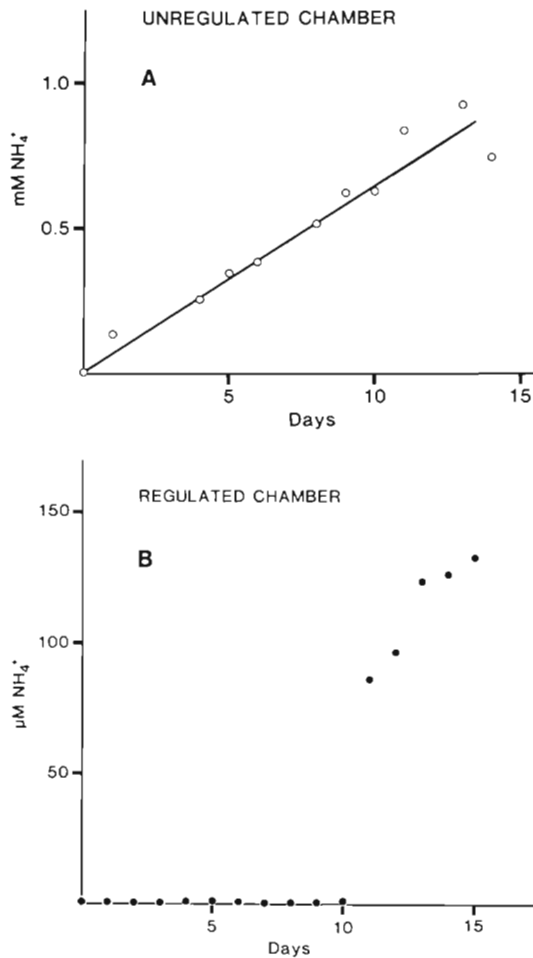 UNREGULATED CHAMBER
A
1.0
0.5
mM NH₄⁺
5 10 15
Days
REGULATED CHAMBER
B
150
100
50
µM NH₄⁺
5 10 15
Days